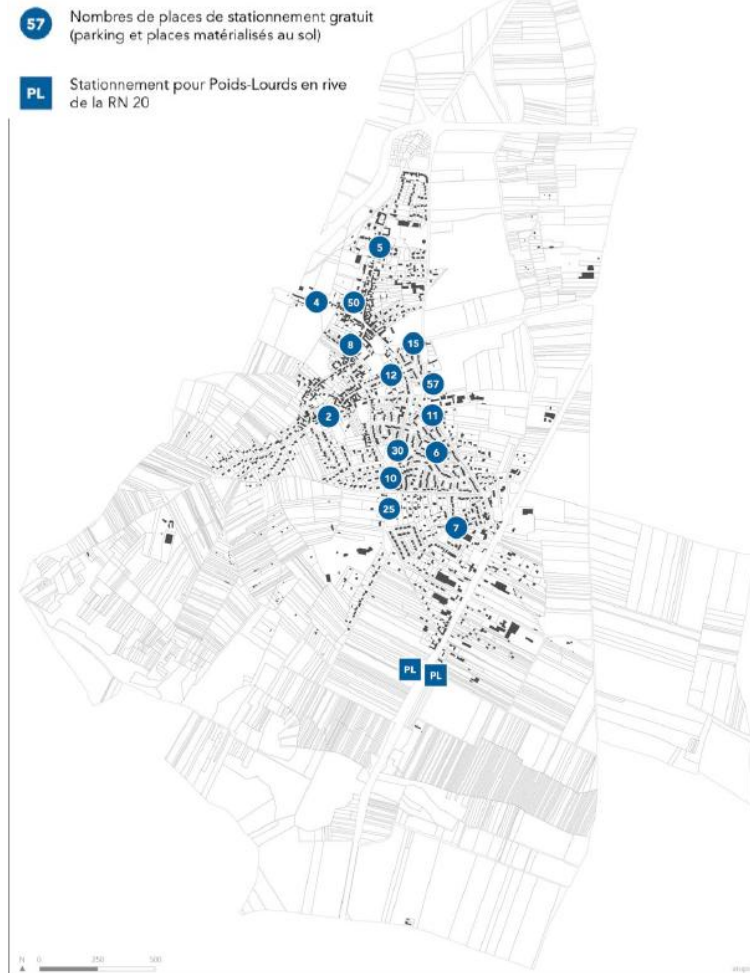 57
Nombres de places de stationnement gratuit
(parking et places matérialisés au sol)
PL
Stationnement pour Poids-Lourds en rive
de la RN 20
5
4
50
8
15
12
57
2
11
30
6
10
25
7
PL
PL
N
0
250
500